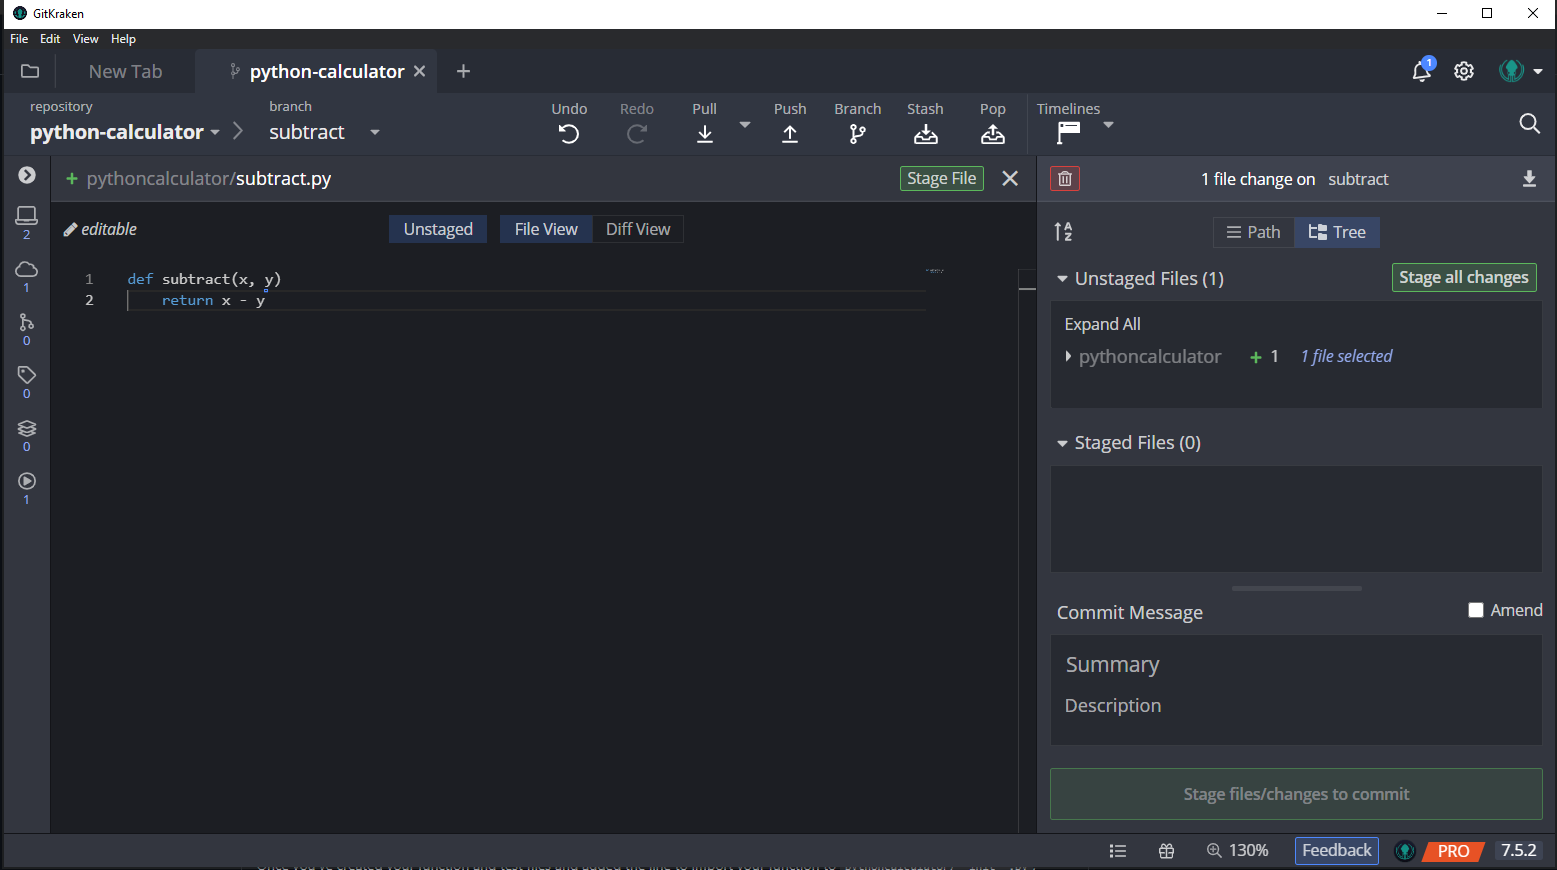 GitKraken
File Edit View Help
New Tab
python-calculator
1
repository
python-calculator
branch
subtract
Undo
Redo
Pull
Push
Branch
Stash
Pop
Timelines
2
1
0
0
0
1
+ pythoncalculator/subtract.py
Stage File
editable
Unstaged
File View
Diff View
1 def subtract(x, y)
2 return x - y
1 file change on subtract
Path
Tree
Unstaged Files (1)
Stage all changes
Expand All
pythoncalculator + 1 1 file selected
Staged Files (0)
Commit Message
Amend
Summary
Description
Stage files/changes to commit
130%
Feedback
PRO
7.5.2